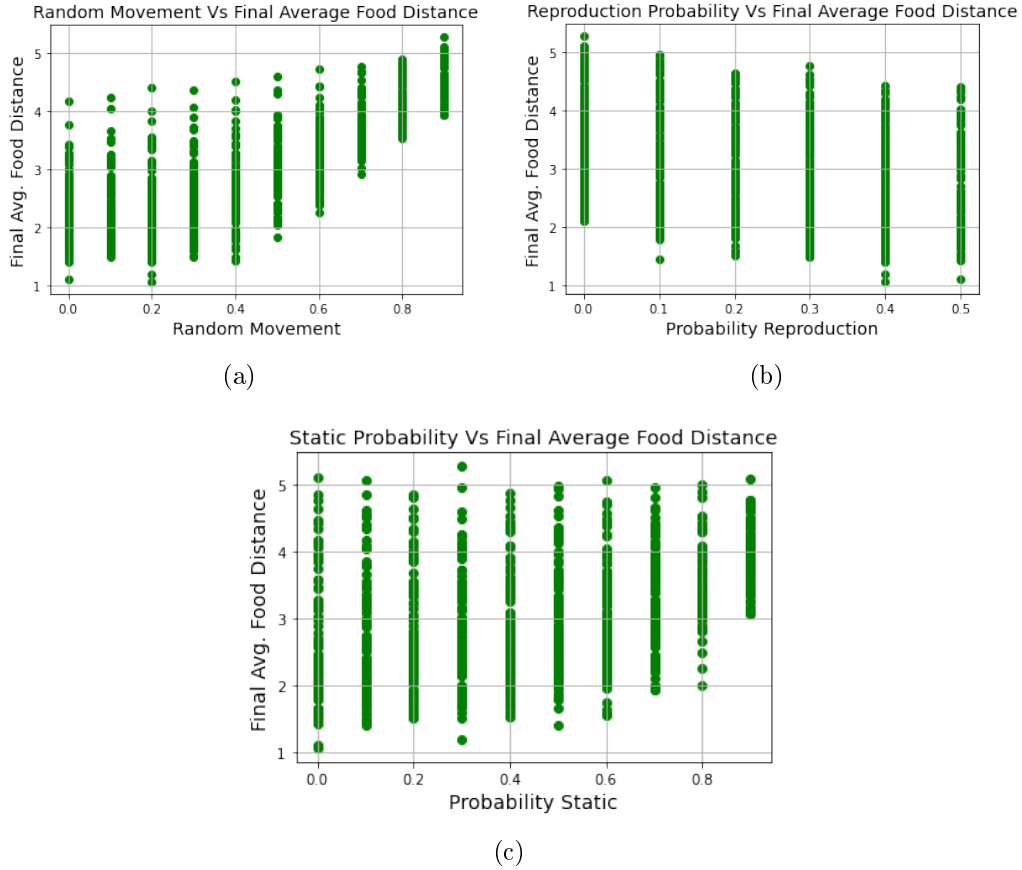 Random Movement Vs Final Average Food Distance
Final Avg. Food Distance
5
4
3
2
1
0.0 0.2 0.4 0.6 0.8
Random Movement
(a)
Reproduction Probability Vs Final Average Food Distance
Final Avg. Food Distance
5
4
3
2
1
0.0 0.1 0.2 0.3 0.4 0.5
Probability Reproduction
(b)
Static Probability Vs Final Average Food Distance
Final Avg. Food Distance
5
4
3
2
1
0.0 0.2 0.4 0.6 0.8
Probability Static
(c)